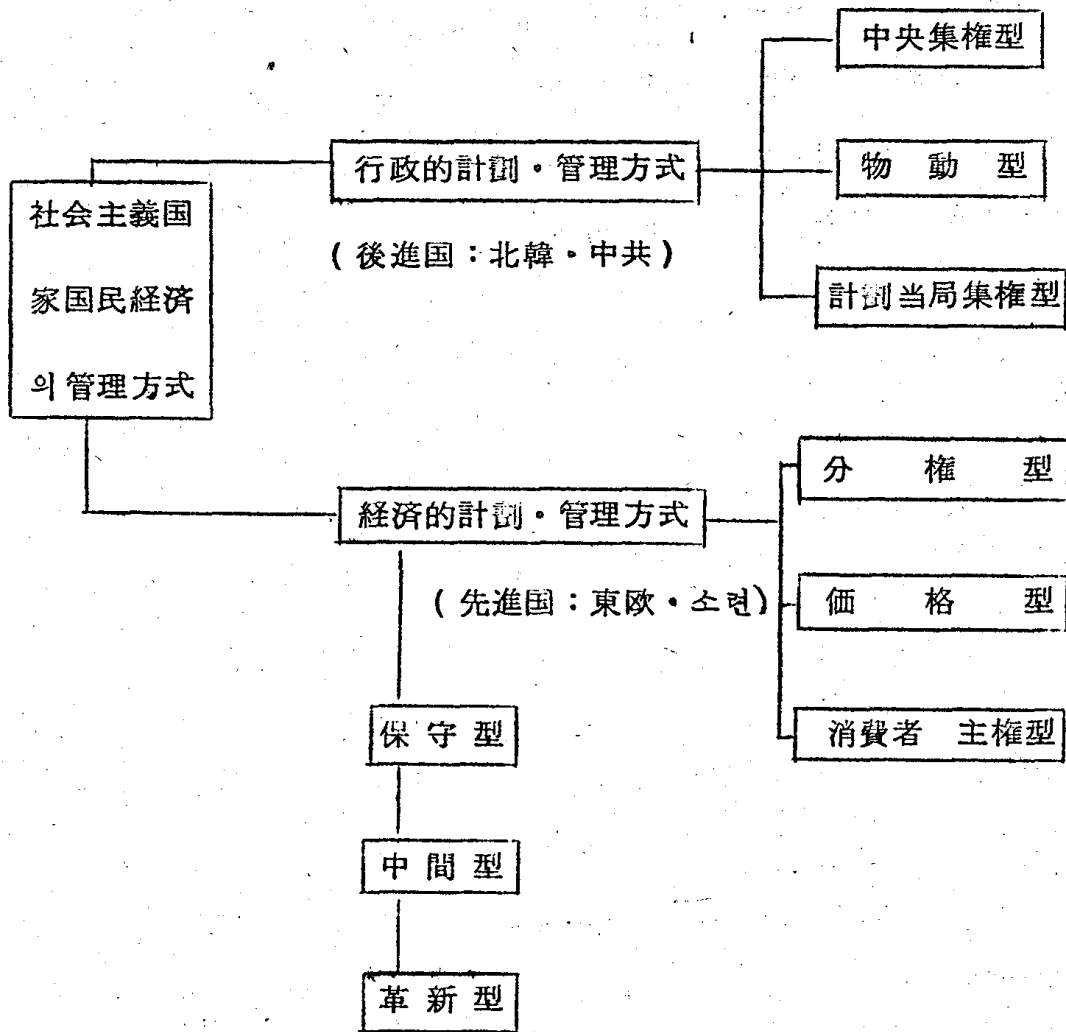 中央集権型
行政的計劃・管理方式
物動型
社会主義国
(後進国：北韓・中共)
家国民経済
計劃当局集権型
의管理方式
分権型
経済的計劃・管理方式
(先進国：東欧・소련)
価格型
保守型
消費者 主権型
中間型
革新型